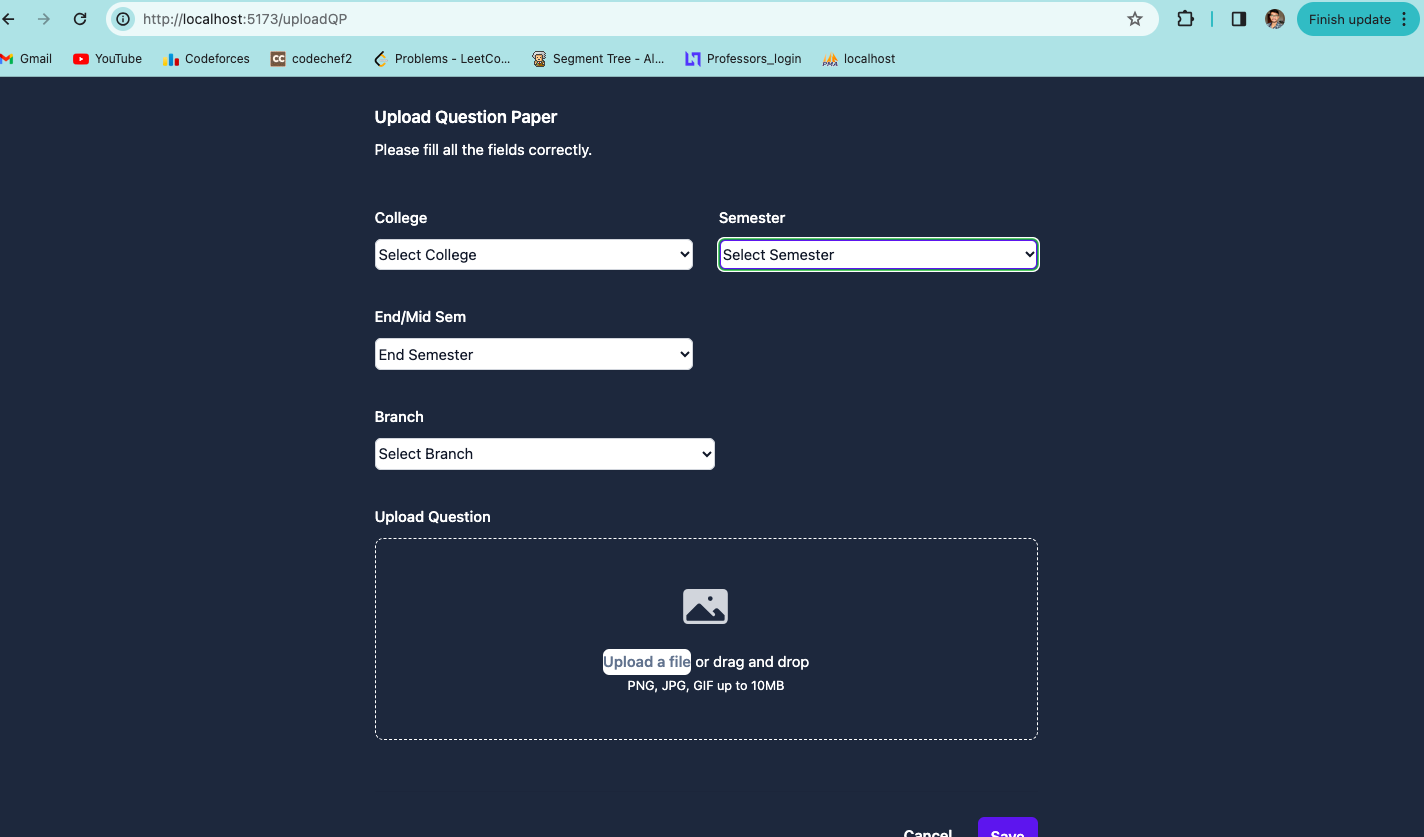 http://localhost:5173/uploadQP
Finish update
Gmail YouTube Codeforces CC codechef2 Problems - LeetCo... Segment Tree - Al... Professors_login PMA localhost
Upload Question Paper
Please fill all the fields correctly.
College Semester
Select College Select Semester
End/Mid Sem
End Semester
Branch
Select Branch
Upload Question
Upload a file or drag and drop
PNG, JPG, GIF up to 10MB
Cancel Save